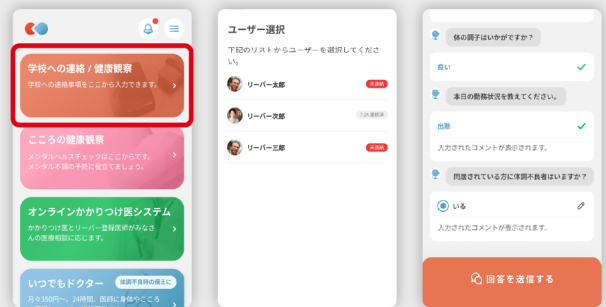 学校への連絡 / 健康観察
学校への連絡事項をここから入力できます。
こころの健康観察
メンタルヘルスチェックはここからです。
メンタル不調の予防に役立てましょう。
オンラインかかりつけ医システム
かかりつけ医とリーバー登録医師がみなさ
んの医療相談に応じます。
いつでもドクター
体調不良時の備えに
月々350円〜、24時間、医師に身体やこころ
ユーザー選択
下記のリストからユーザーを選択してくださ
い。
リーバー太郎
未連絡
リーバー次郎
リーバー三郎
未連絡
体の調子はいかがですか？
良い
本日の勤務状況を教えてください。
出勤
入力されたコメントが表示されます。
同居されている方に体調不良者はいますか？
いる
入力されたコメントが表示されます。
回答を送信する